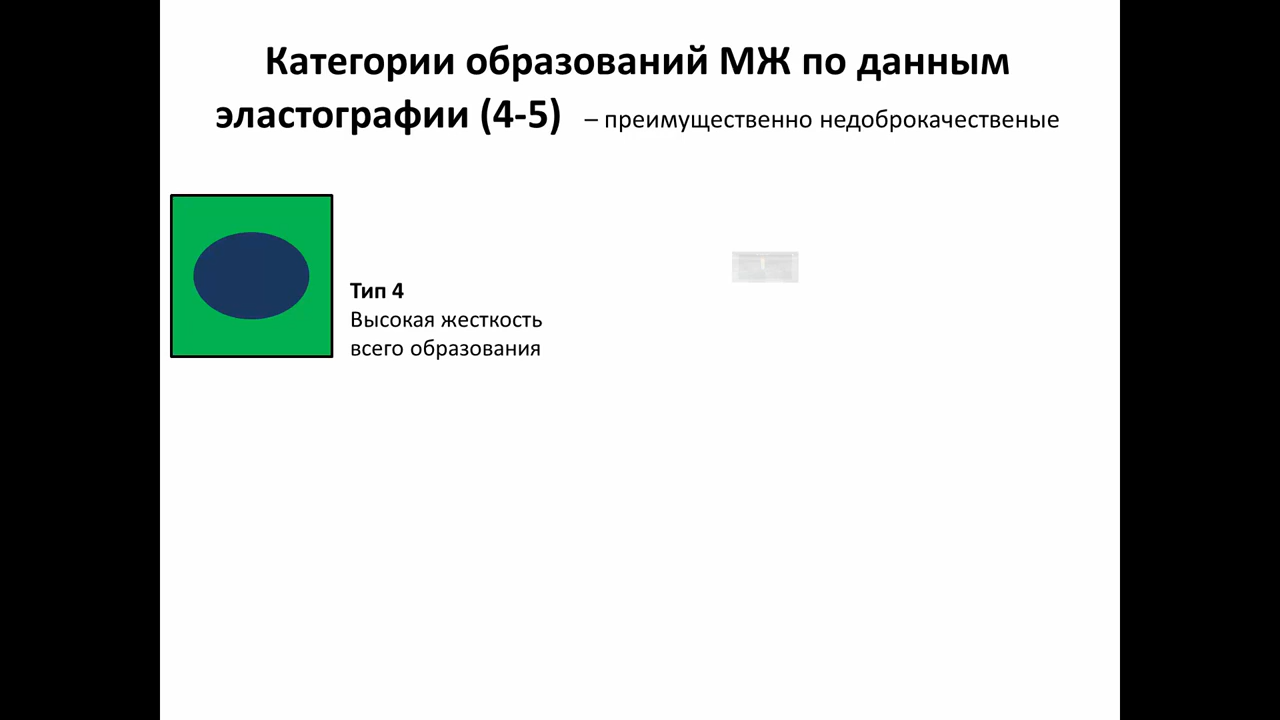 Категории образований МЖ по данным
эластографии (4-5) – преимущественно недоброкачественые
Тип 4
Высокая жесткость
всего образования